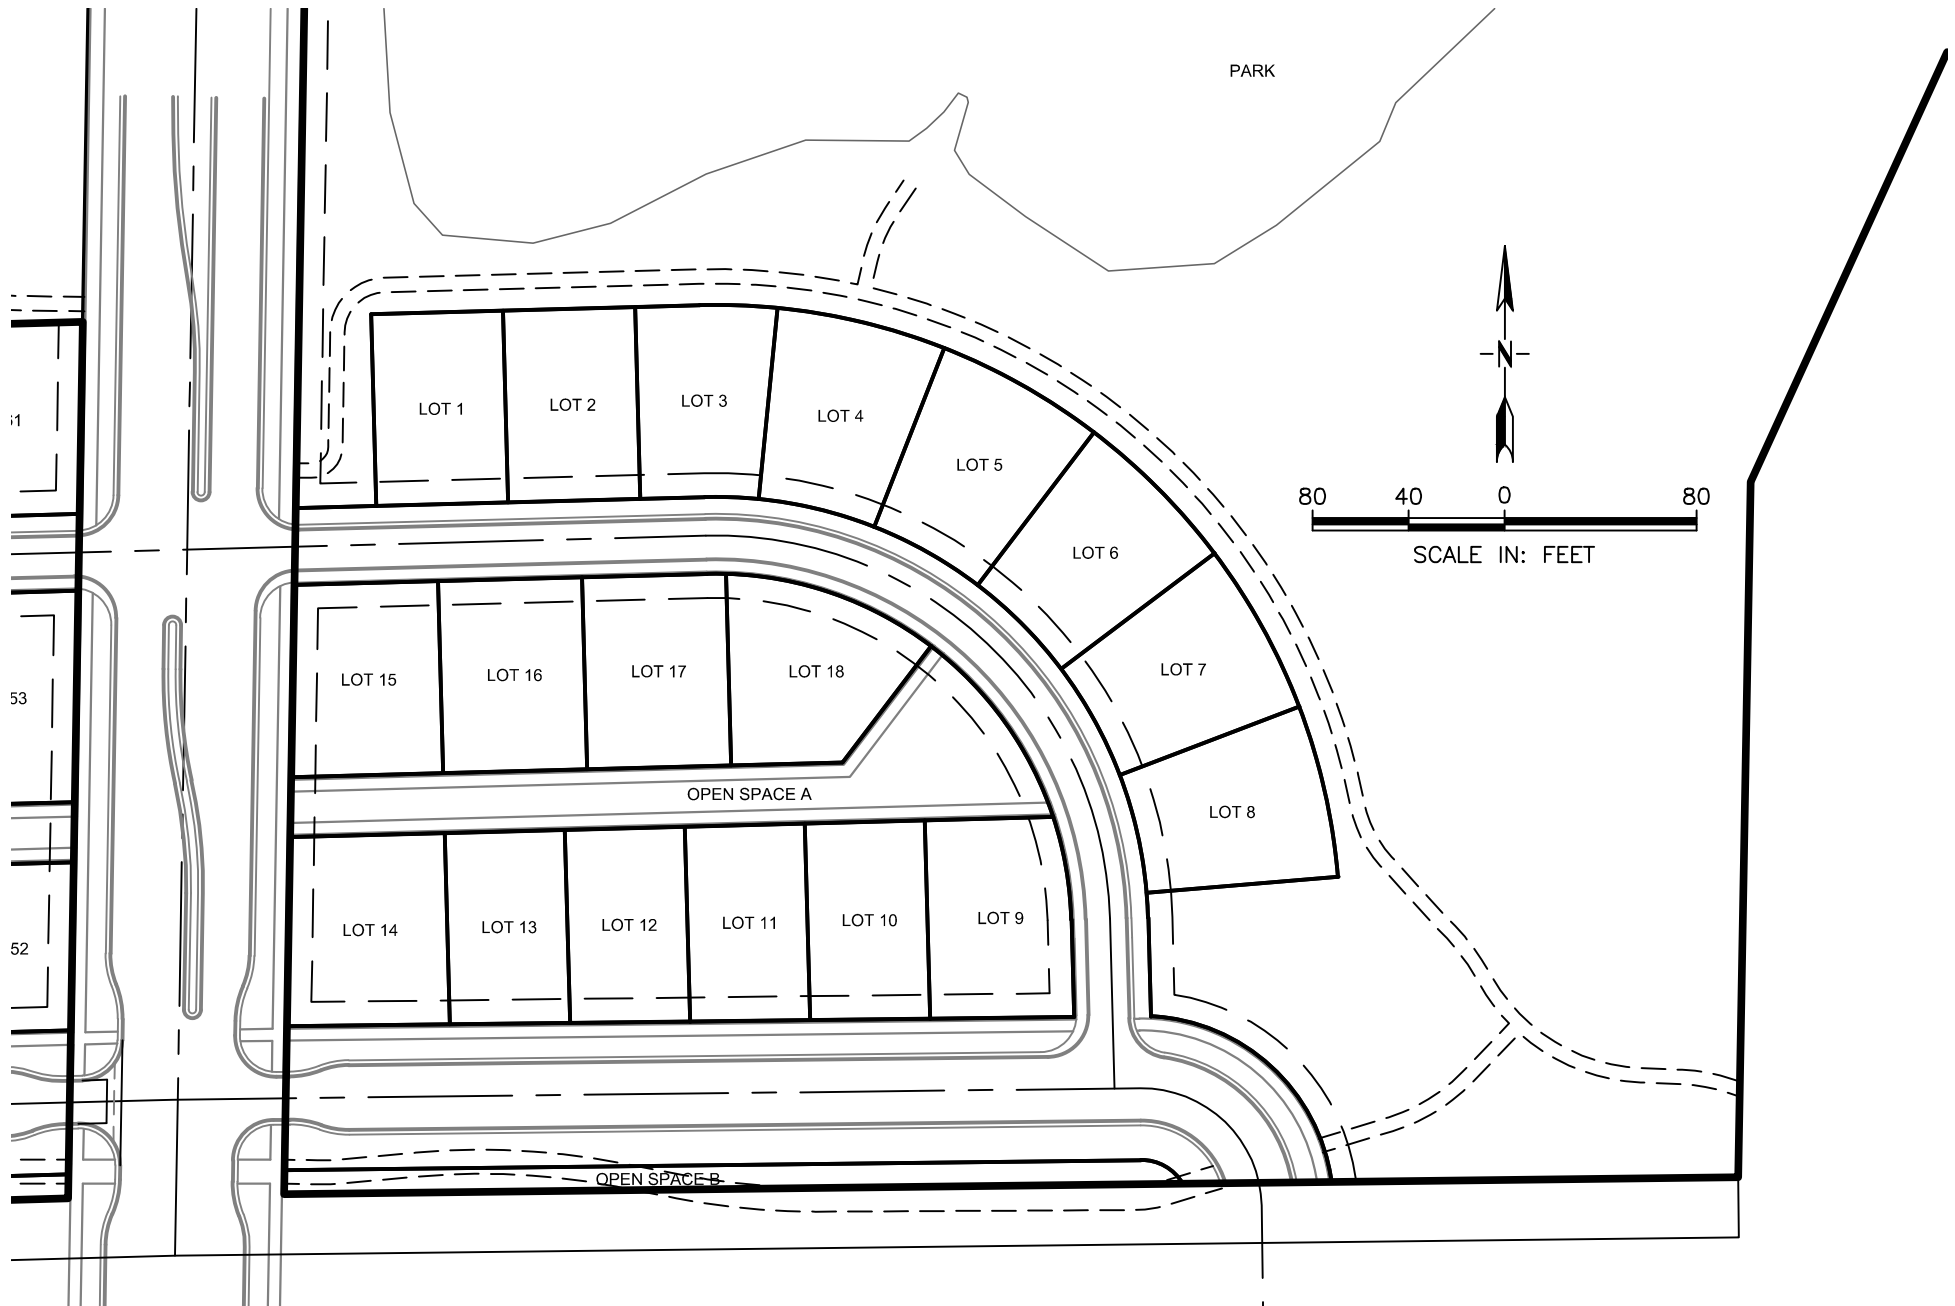 PARK
N
80 40 0 80
SCALE IN: FEET
LOT 1
LOT 2
LOT 3
LOT 4
LOT 5
LOT 6
LOT 7
LOT 8
LOT 15
LOT 16
LOT 17
LOT 18
OPEN SPACE A
LOT 14
LOT 13
LOT 12
LOT 11
LOT 10
LOT 9
OPEN SPACE B
53
52